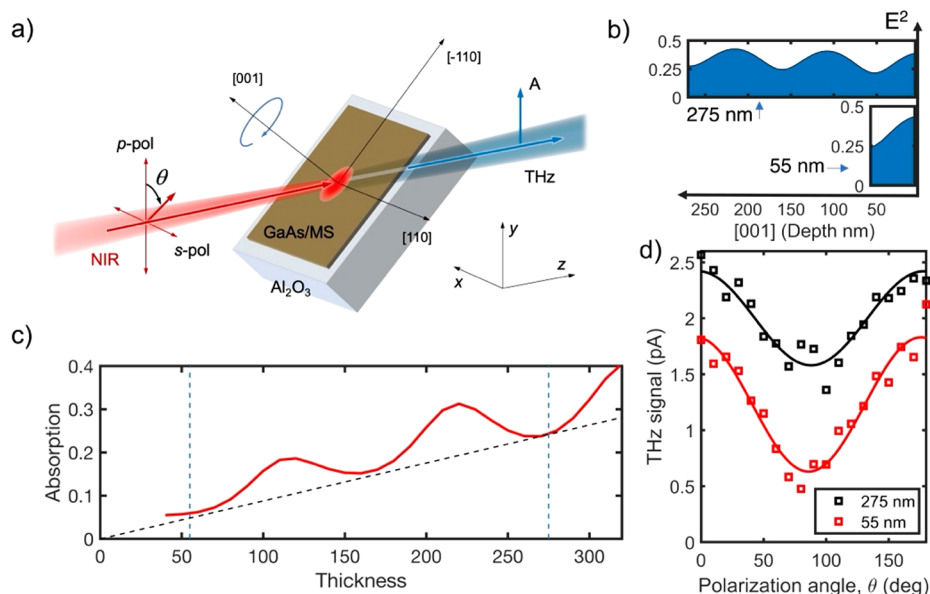 a)
[-110]
[001]
A
p-pol
θ
THz
GaAs/MS
[110]
s-pol
NIR
Al₂O₃
y
z
x
b)
E²
0.5
0.25
0
275 nm
0.5
0.25
55 nm
0
250 200 150 100 50
[001] (Depth nm)
c)
0.4
0.3
0.2
0.1
0
0 50 100 150 200 250 300
Absorption
Thickness
d)
2.5
2
1.5
1
0.5
0
0 50 100 150
THz signal (pA)
275 nm
55 nm
Polarization angle, θ (deg)